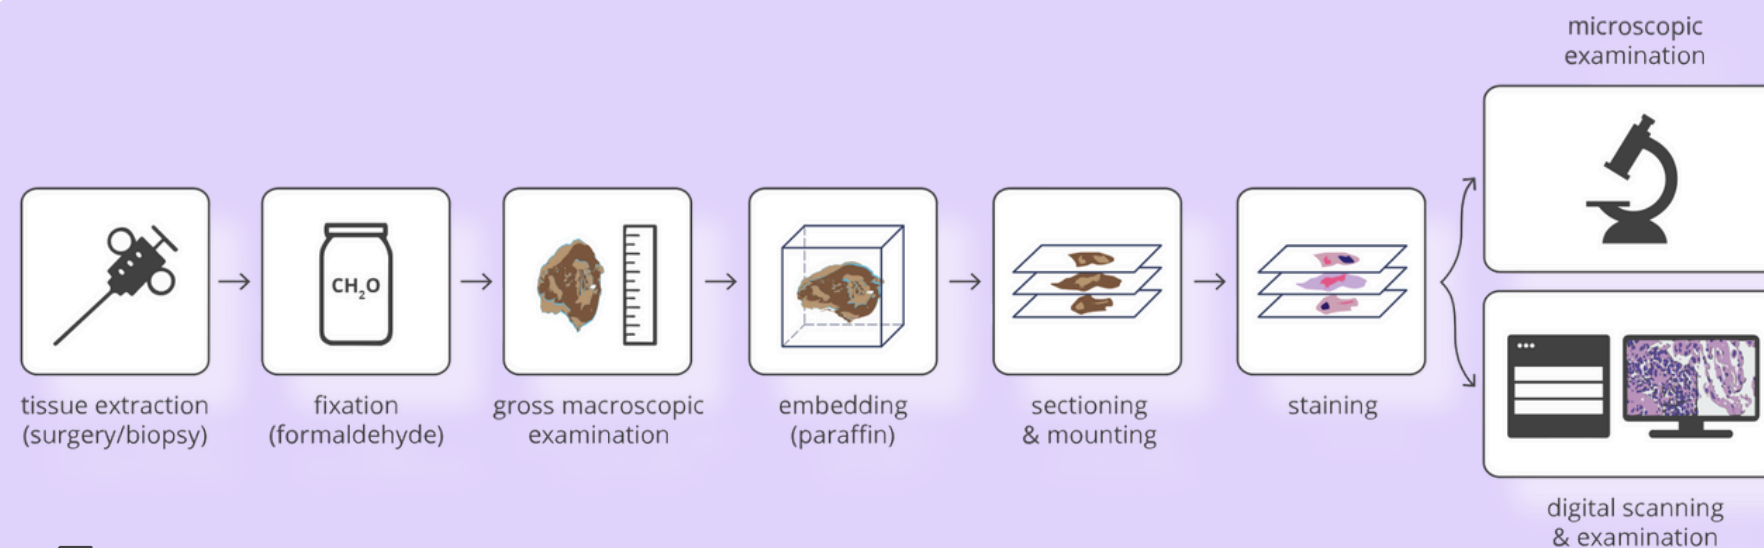 tissue extraction
(surgery/biopsy)
CH₂O
fixation
(formaldehyde)
gross macroscopic
examination
embedding
(paraffin)
sectioning
& mounting
staining
microscopic
examination
digital scanning
& examination